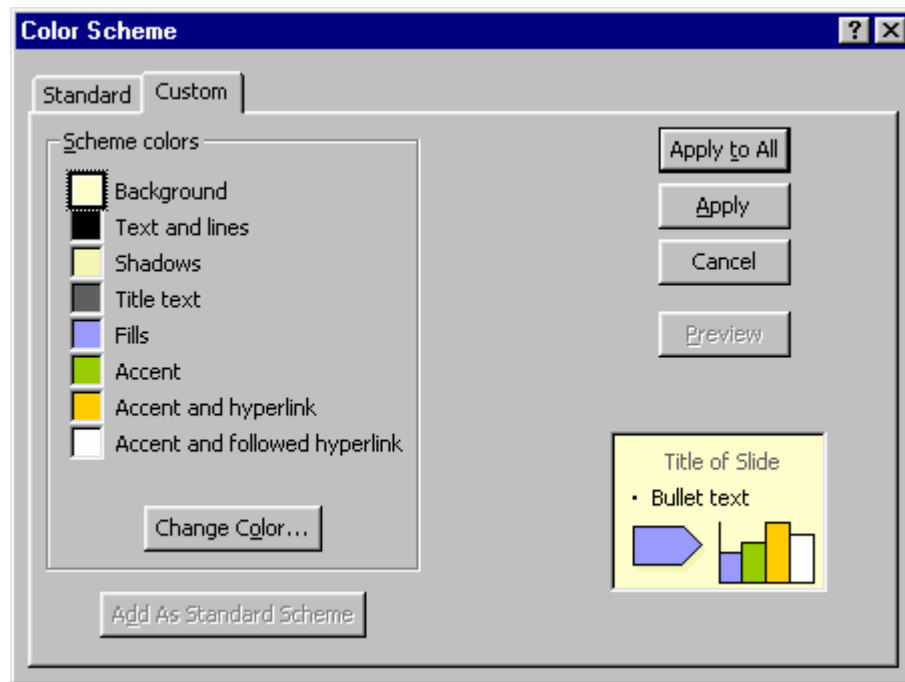 Color Scheme
Standard Custom
Scheme colors
Background
Text and lines
Shadows
Title text
Fills
Accent
Accent and hyperlink
Accent and followed hyperlink
Change Color...
Add As Standard Scheme
Apply to All
Apply
Cancel
Preview
Title of Slide
• Bullet text